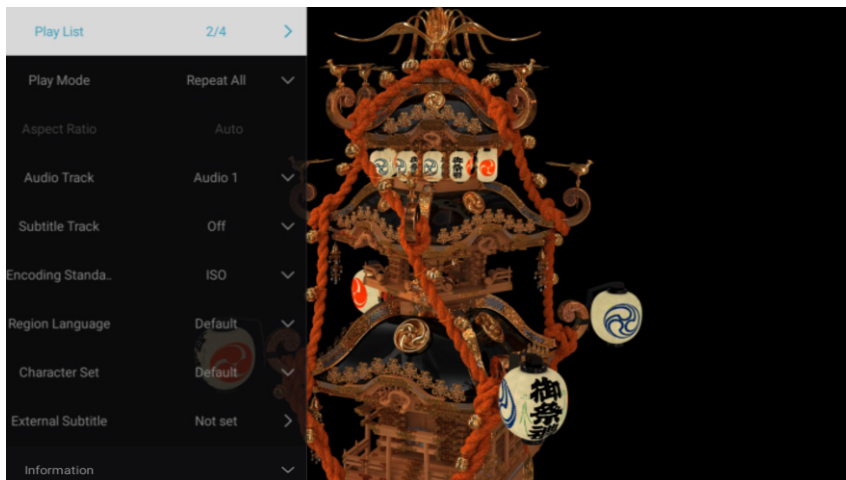 Play List 2/4
Play Mode Repeat All
Aspect Ratio Auto
Audio Track Audio 1
Subtitle Track Off
Encoding Standa..
ISO
Region Language Default
Character Set Default
External Subtitle Not set
Information
御祭